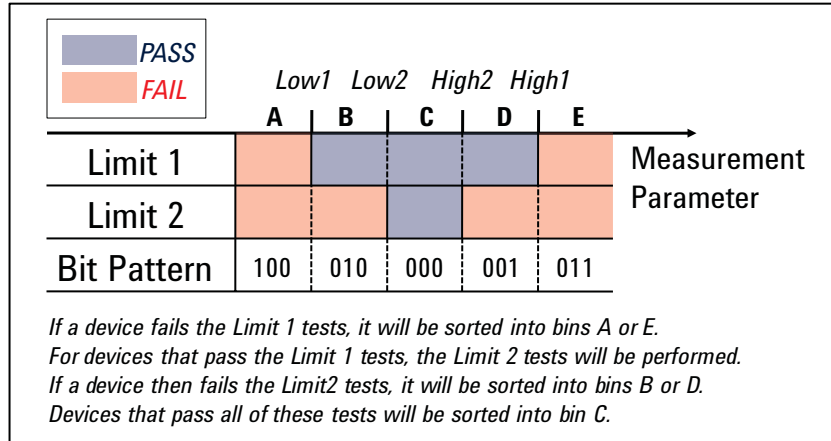 PASS
FAIL
Low1 Low2 High2 High1
A B C D E
Limit 1
Measurement
Parameter
Limit 2
Bit Pattern 100 010 000 001 011
If a device fails the Limit 1 tests, it will be sorted into bins A or E.
For devices that pass the Limit 1 tests, the Limit 2 tests will be performed.
If a device then fails the Limit2 tests, it will be sorted into bins B or D.
Devices that pass all of these tests will be sorted into bin C.